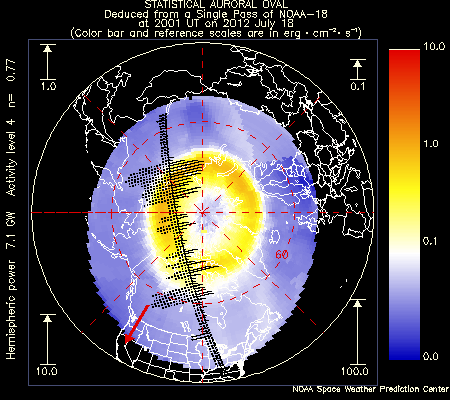 STATISTICAL AURORAL OVAL
Deduced from a Single Pass of NOAA-18
at 2001 UT on 2012 July 18
(Color bar and reference scales are in erg · cm⁻² · s⁻¹)
1.0
0.1
10.0
1.0
0.1
0.0
Hemispheric power 7.1 GW Activity level 4 n= 0.77
60
10.0
100.0
NOAA Space Weather Prediction Center